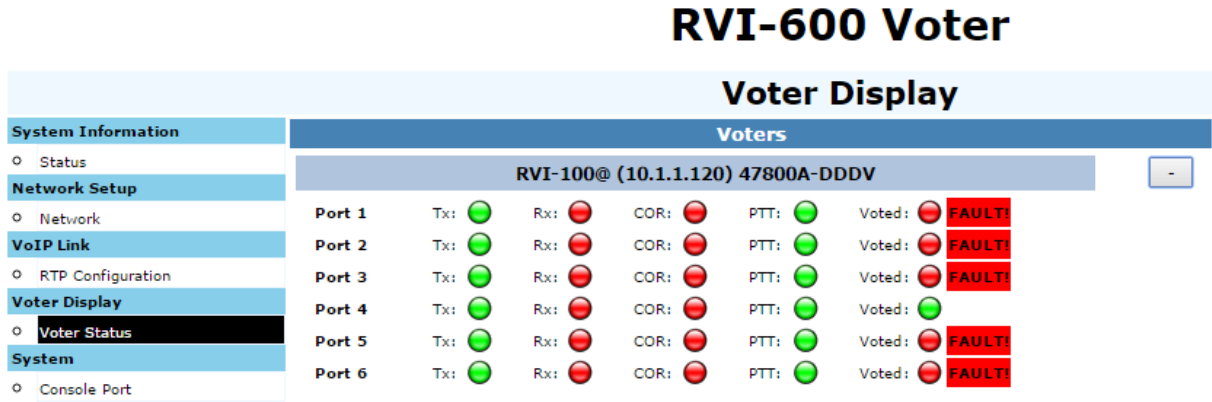 RVI-600 Voter
Voter Display
System Information
Status
Network Setup
Network
VoIP Link
RTP Configuration
Voter Display
Voter Status
System
Console Port
Voters
RVI-100@ (10.1.1.120) 47800A-DDDV
-
Port 1 Tx: Rx: COR: PTT: Voted: FAULT!
Port 2 Tx: Rx: COR: PTT: Voted: FAULT!
Port 3 Tx: Rx: COR: PTT: Voted: FAULT!
Port 4 Tx: Rx: COR: PTT: Voted:
Port 5 Tx: Rx: COR: PTT: Voted: FAULT!
Port 6 Tx: Rx: COR: PTT: Voted: FAULT!